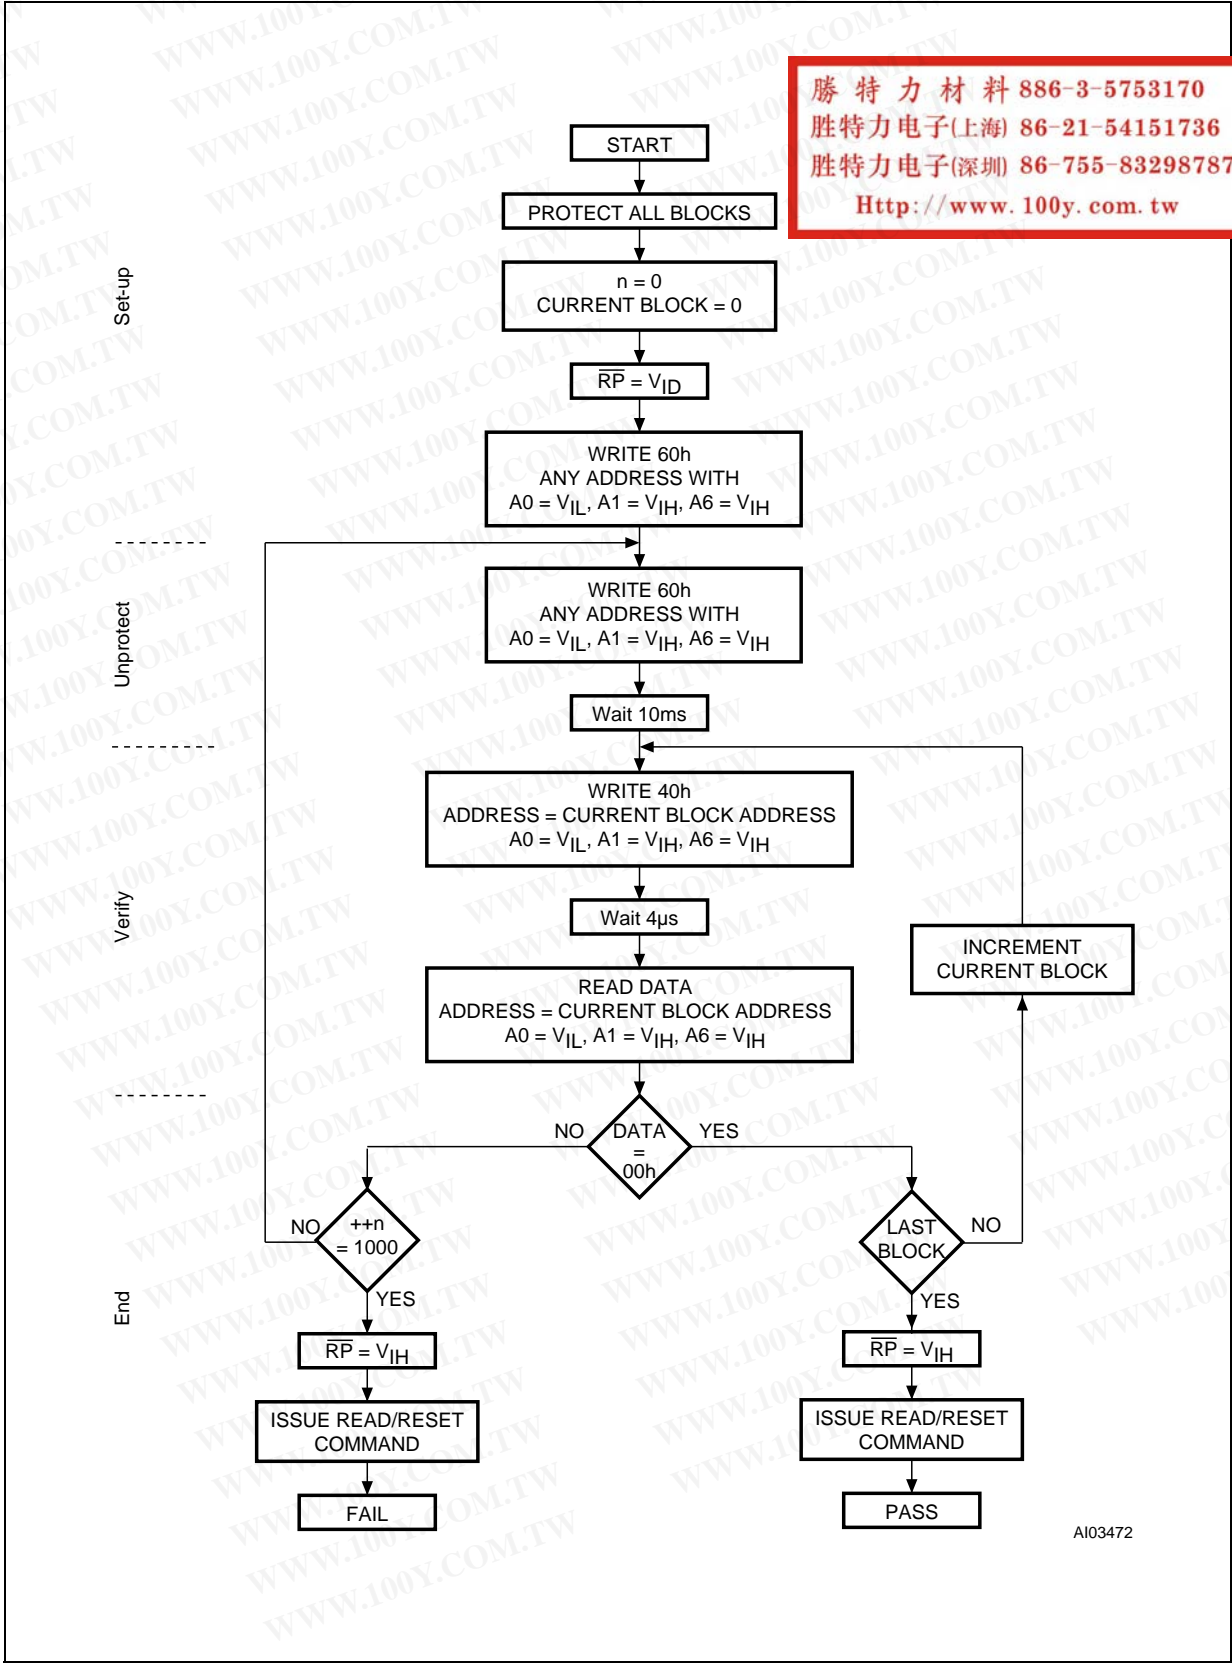 勝特力材料 886-3-5753170
胜特力电子(上海) 86-21-54151736
胜特力电子(深圳) 86-755-83298787
Http://www.100y.com.tw
START
PROTECT ALL BLOCKS
n = 0
CURRENT BLOCK = 0
Set-up
RP = VID
WRITE 60h
ANY ADDRESS WITH
A0 = VIL, A1 = VIH, A6 = VIH
Unprotect
WRITE 60h
ANY ADDRESS WITH
A0 = VIL, A1 = VIH, A6 = VIH
Wait 10ms
Verify
WRITE 40h
ADDRESS = CURRENT BLOCK ADDRESS
A0 = VIL, A1 = VIH, A6 = VIH
Wait 4µs
INCREMENT
CURRENT BLOCK
READ DATA
ADDRESS = CURRENT BLOCK ADDRESS
A0 = VIL, A1 = VIH, A6 = VIH
NO
DATA
=
00h
YES
End
NO
++n
= 1000
YES
LAST
BLOCK
NO
YES
RP = VIH
RP = VIH
ISSUE READ/RESET
COMMAND
ISSUE READ/RESET
COMMAND
FAIL
PASS
AI03472
WWW.100Y.COM.TW